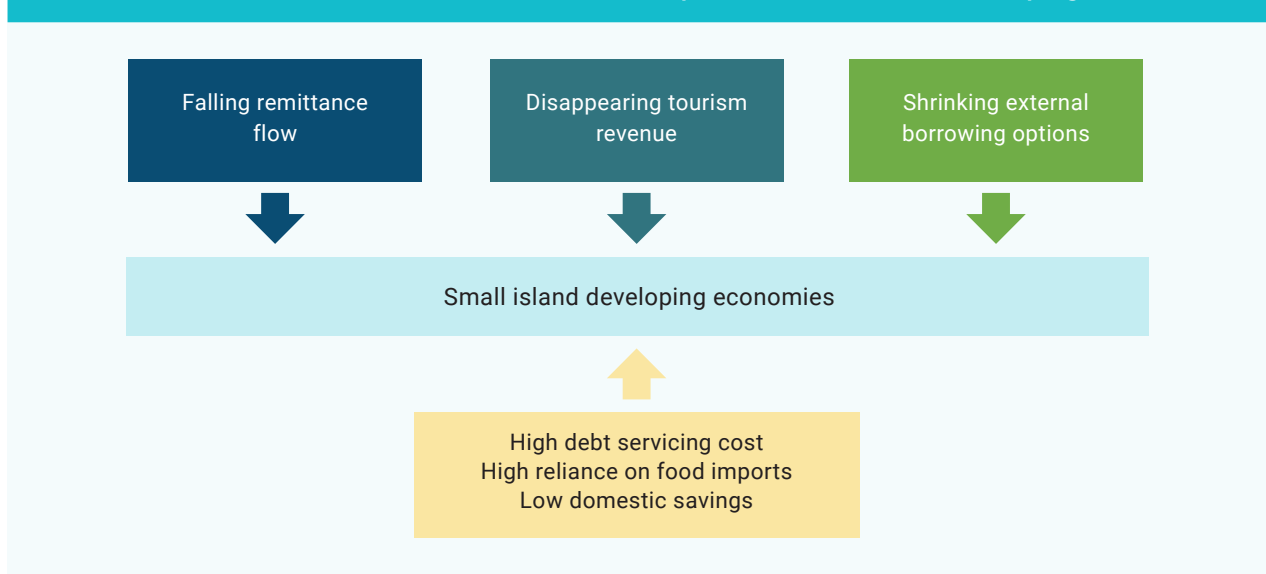 Falling remittance
flow
Disappearing tourism
revenue
Shrinking external
borrowing options
Small island developing economies
High debt servicing cost
High reliance on food imports
Low domestic savings